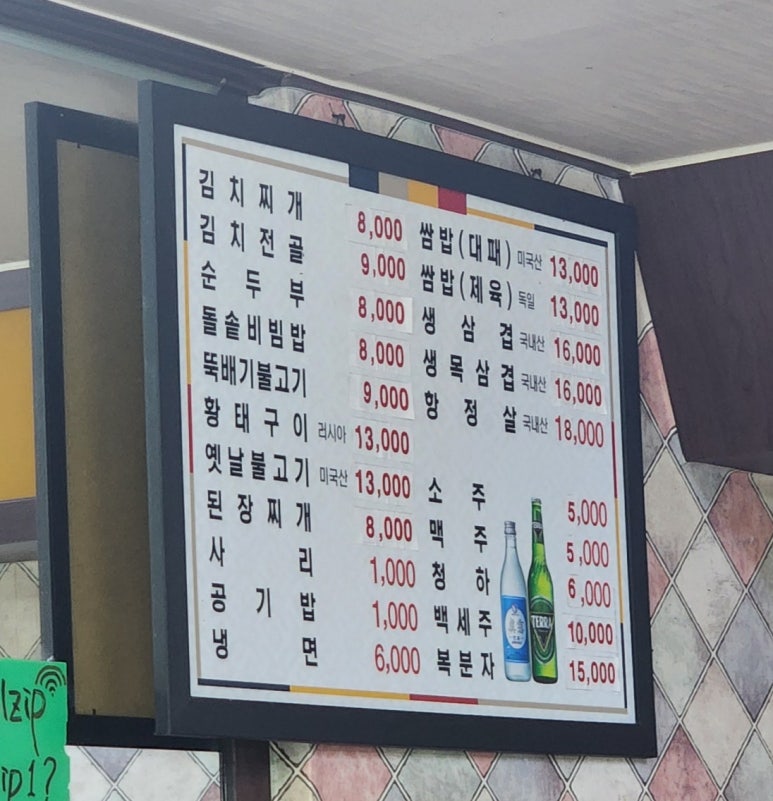 김치찌개 8,000
김치전골 9,000
순두부 8,000
돌솥비빔밥 8,000
뚝배기불고기 9,000
황태구이 러시아 13,000
옛날불고기 미국산 13,000
된장찌개 8,000
사리 1,000
공기밥 1,000
냉면 6,000
쌈밥(대패) 미국산 13,000
쌈밥(제육) 독일 13,000
생삼겹 국내산 16,000
생목삼겹 국내산 16,000
항정살 국내산 18,000
소주 5,000
맥주 5,000
청하 6,000
백세주 10,000
복분자 15,000
TERRA
lzip
ip1?